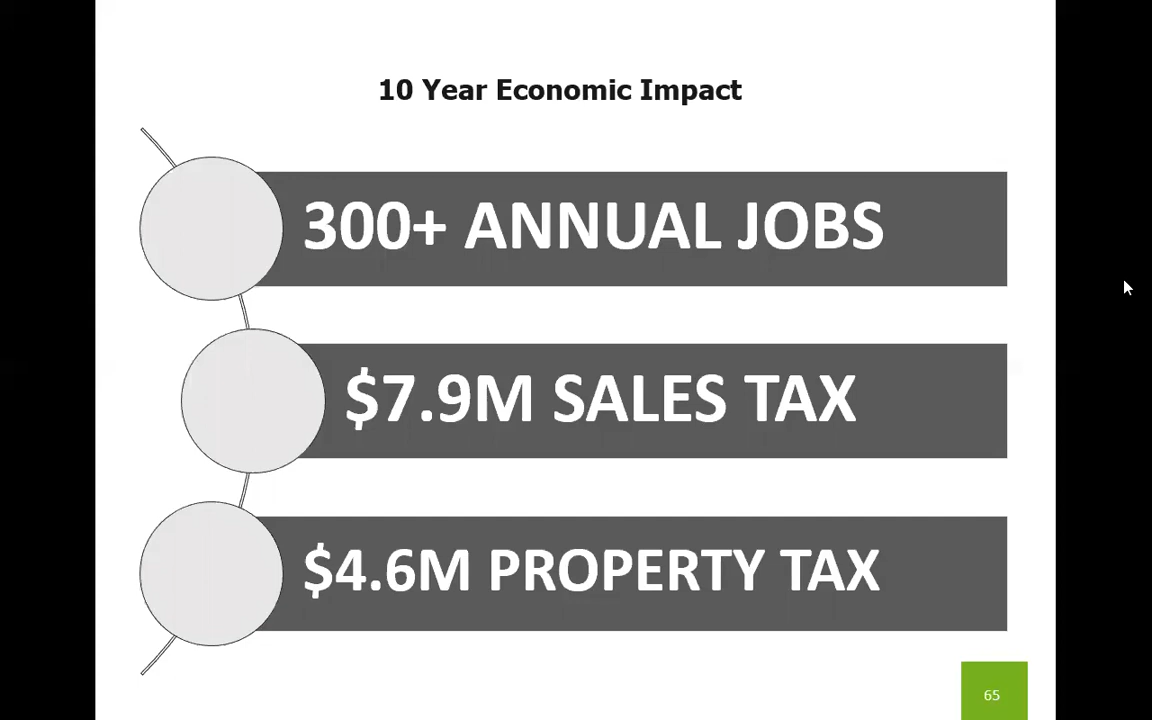 10 Year Economic Impact
300+ ANNUAL JOBS
$7.9M SALES TAX
$4.6M PROPERTY TAX
65